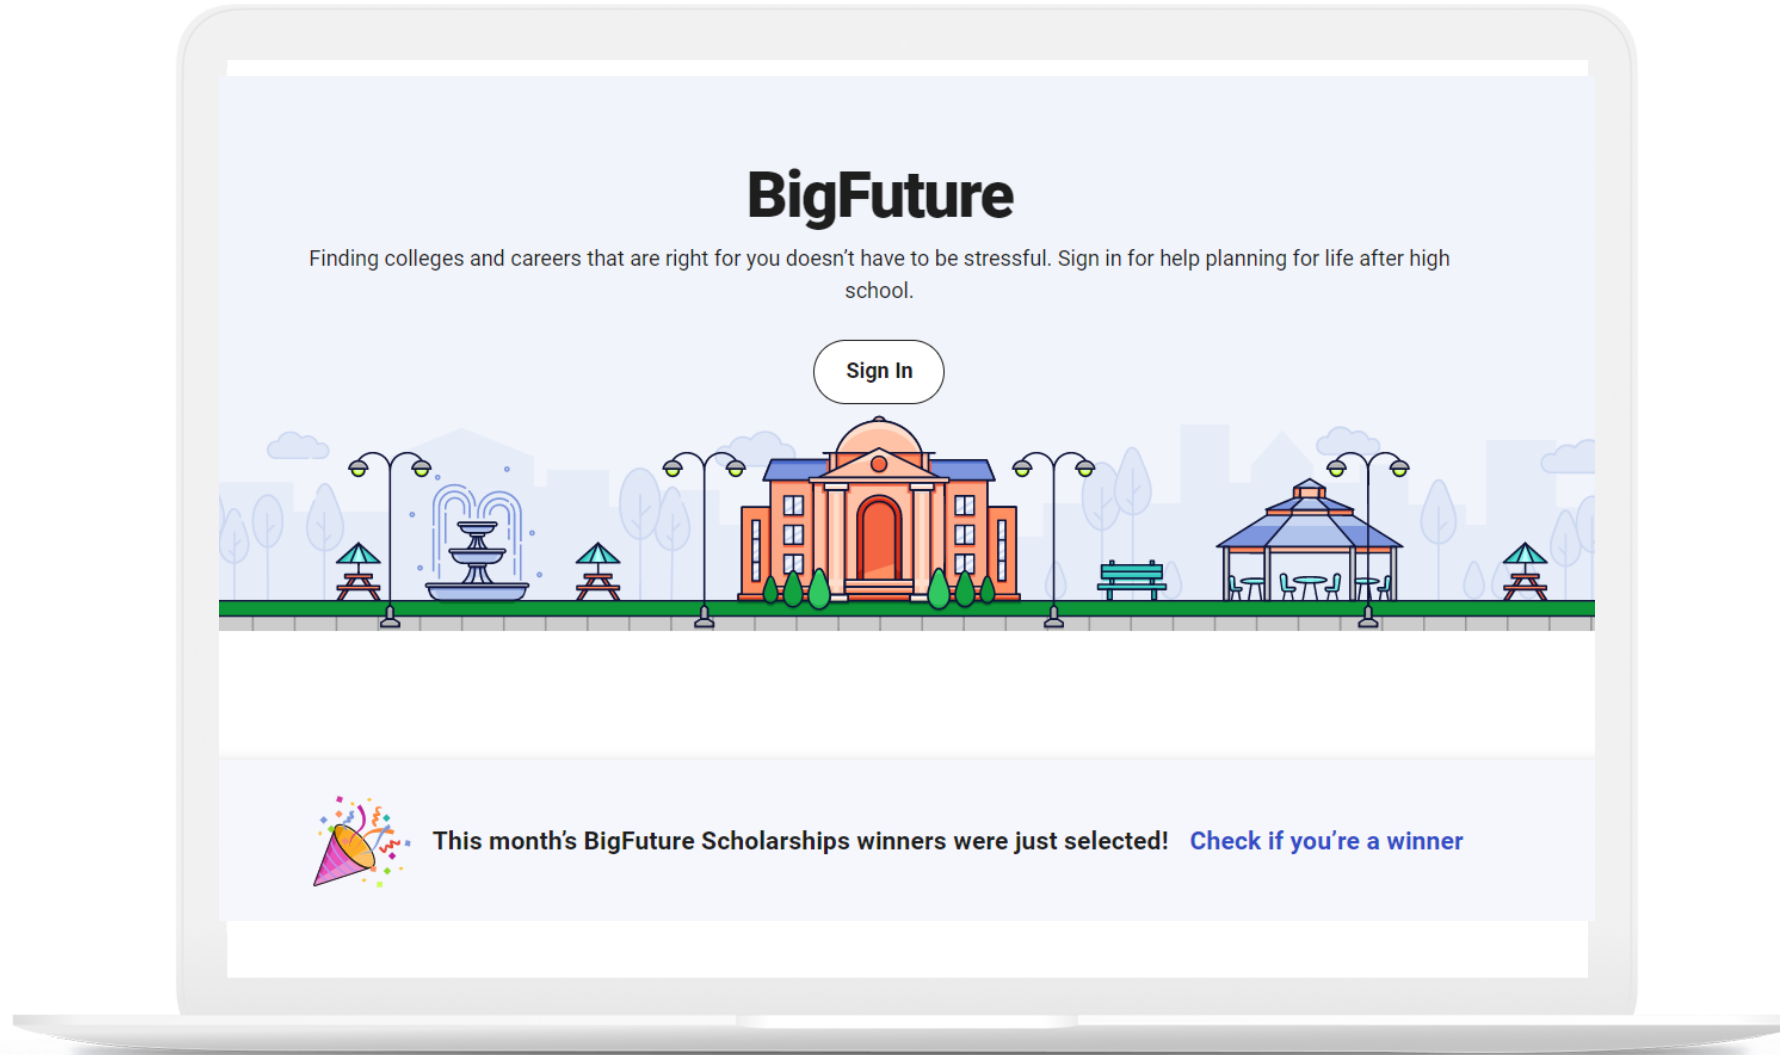 BigFuture
Finding colleges and careers that are right for you doesn’t have to be stressful. Sign in for help planning for life after high
school.
Sign In
This month’s BigFuture Scholarships winners were just selected! Check if you’re a winner